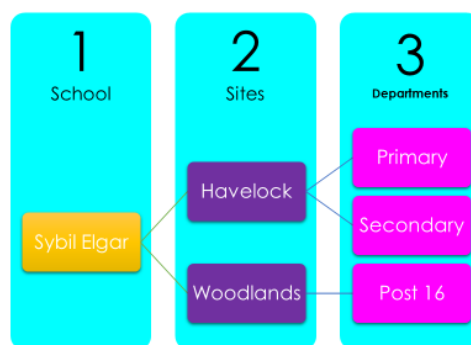 1
School
Sybil Elgar
2
Sites
Havelock
Woodlands
3
Departments
Primary
Secondary
Post 16